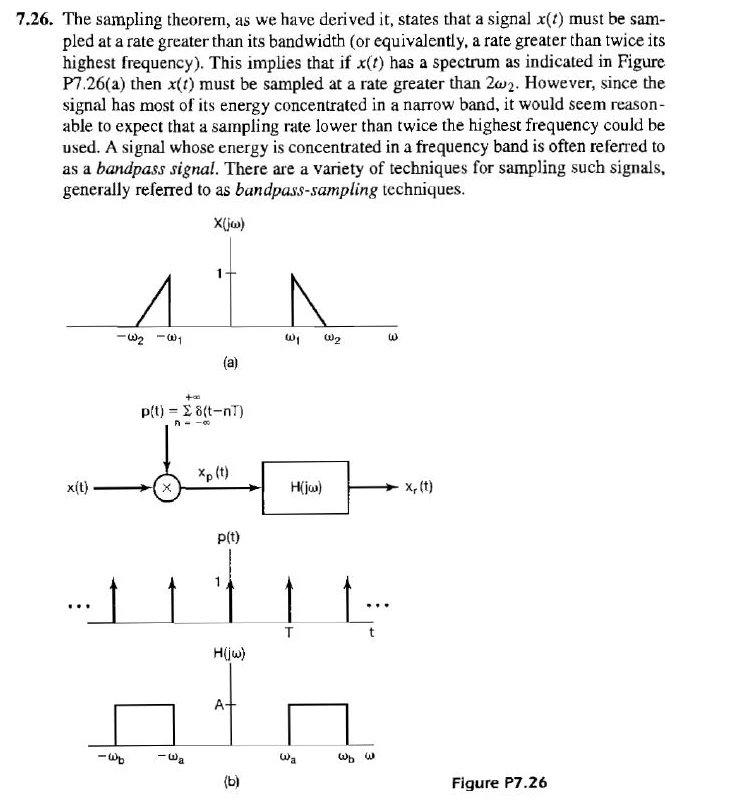 7.26. The sampling theorem, as we have derived it, states that a signal x(t) must be sam-
pled at a rate greater than its bandwidth (or equivalently, a rate greater than twice its
highest frequency). This implies that if x(t) has a spectrum as indicated in Figure
P7.26(a) then x(t) must be sampled at a rate greater than 2ω₂. However, since the
signal has most of its energy concentrated in a narrow band, it would seem reason-
able to expect that a sampling rate lower than twice the highest frequency could be
used. A signal whose energy is concentrated in a frequency band is often referred to
as a bandpass signal. There are a variety of techniques for sampling such signals,
generally referred to as bandpass-sampling techniques.
X(jω)
1
−ω₂ −ω₁ ω₁ ω₂ ω
(a)
+∞
p(t) = Σ δ(t−nT)
n = −∞
x(t) × xₚ(t) H(jω) xᵣ(t)
p(t)
1
... ...
T t
H(jω)
A
−ωb −ωa ωa ωb ω
(b) Figure P7.26